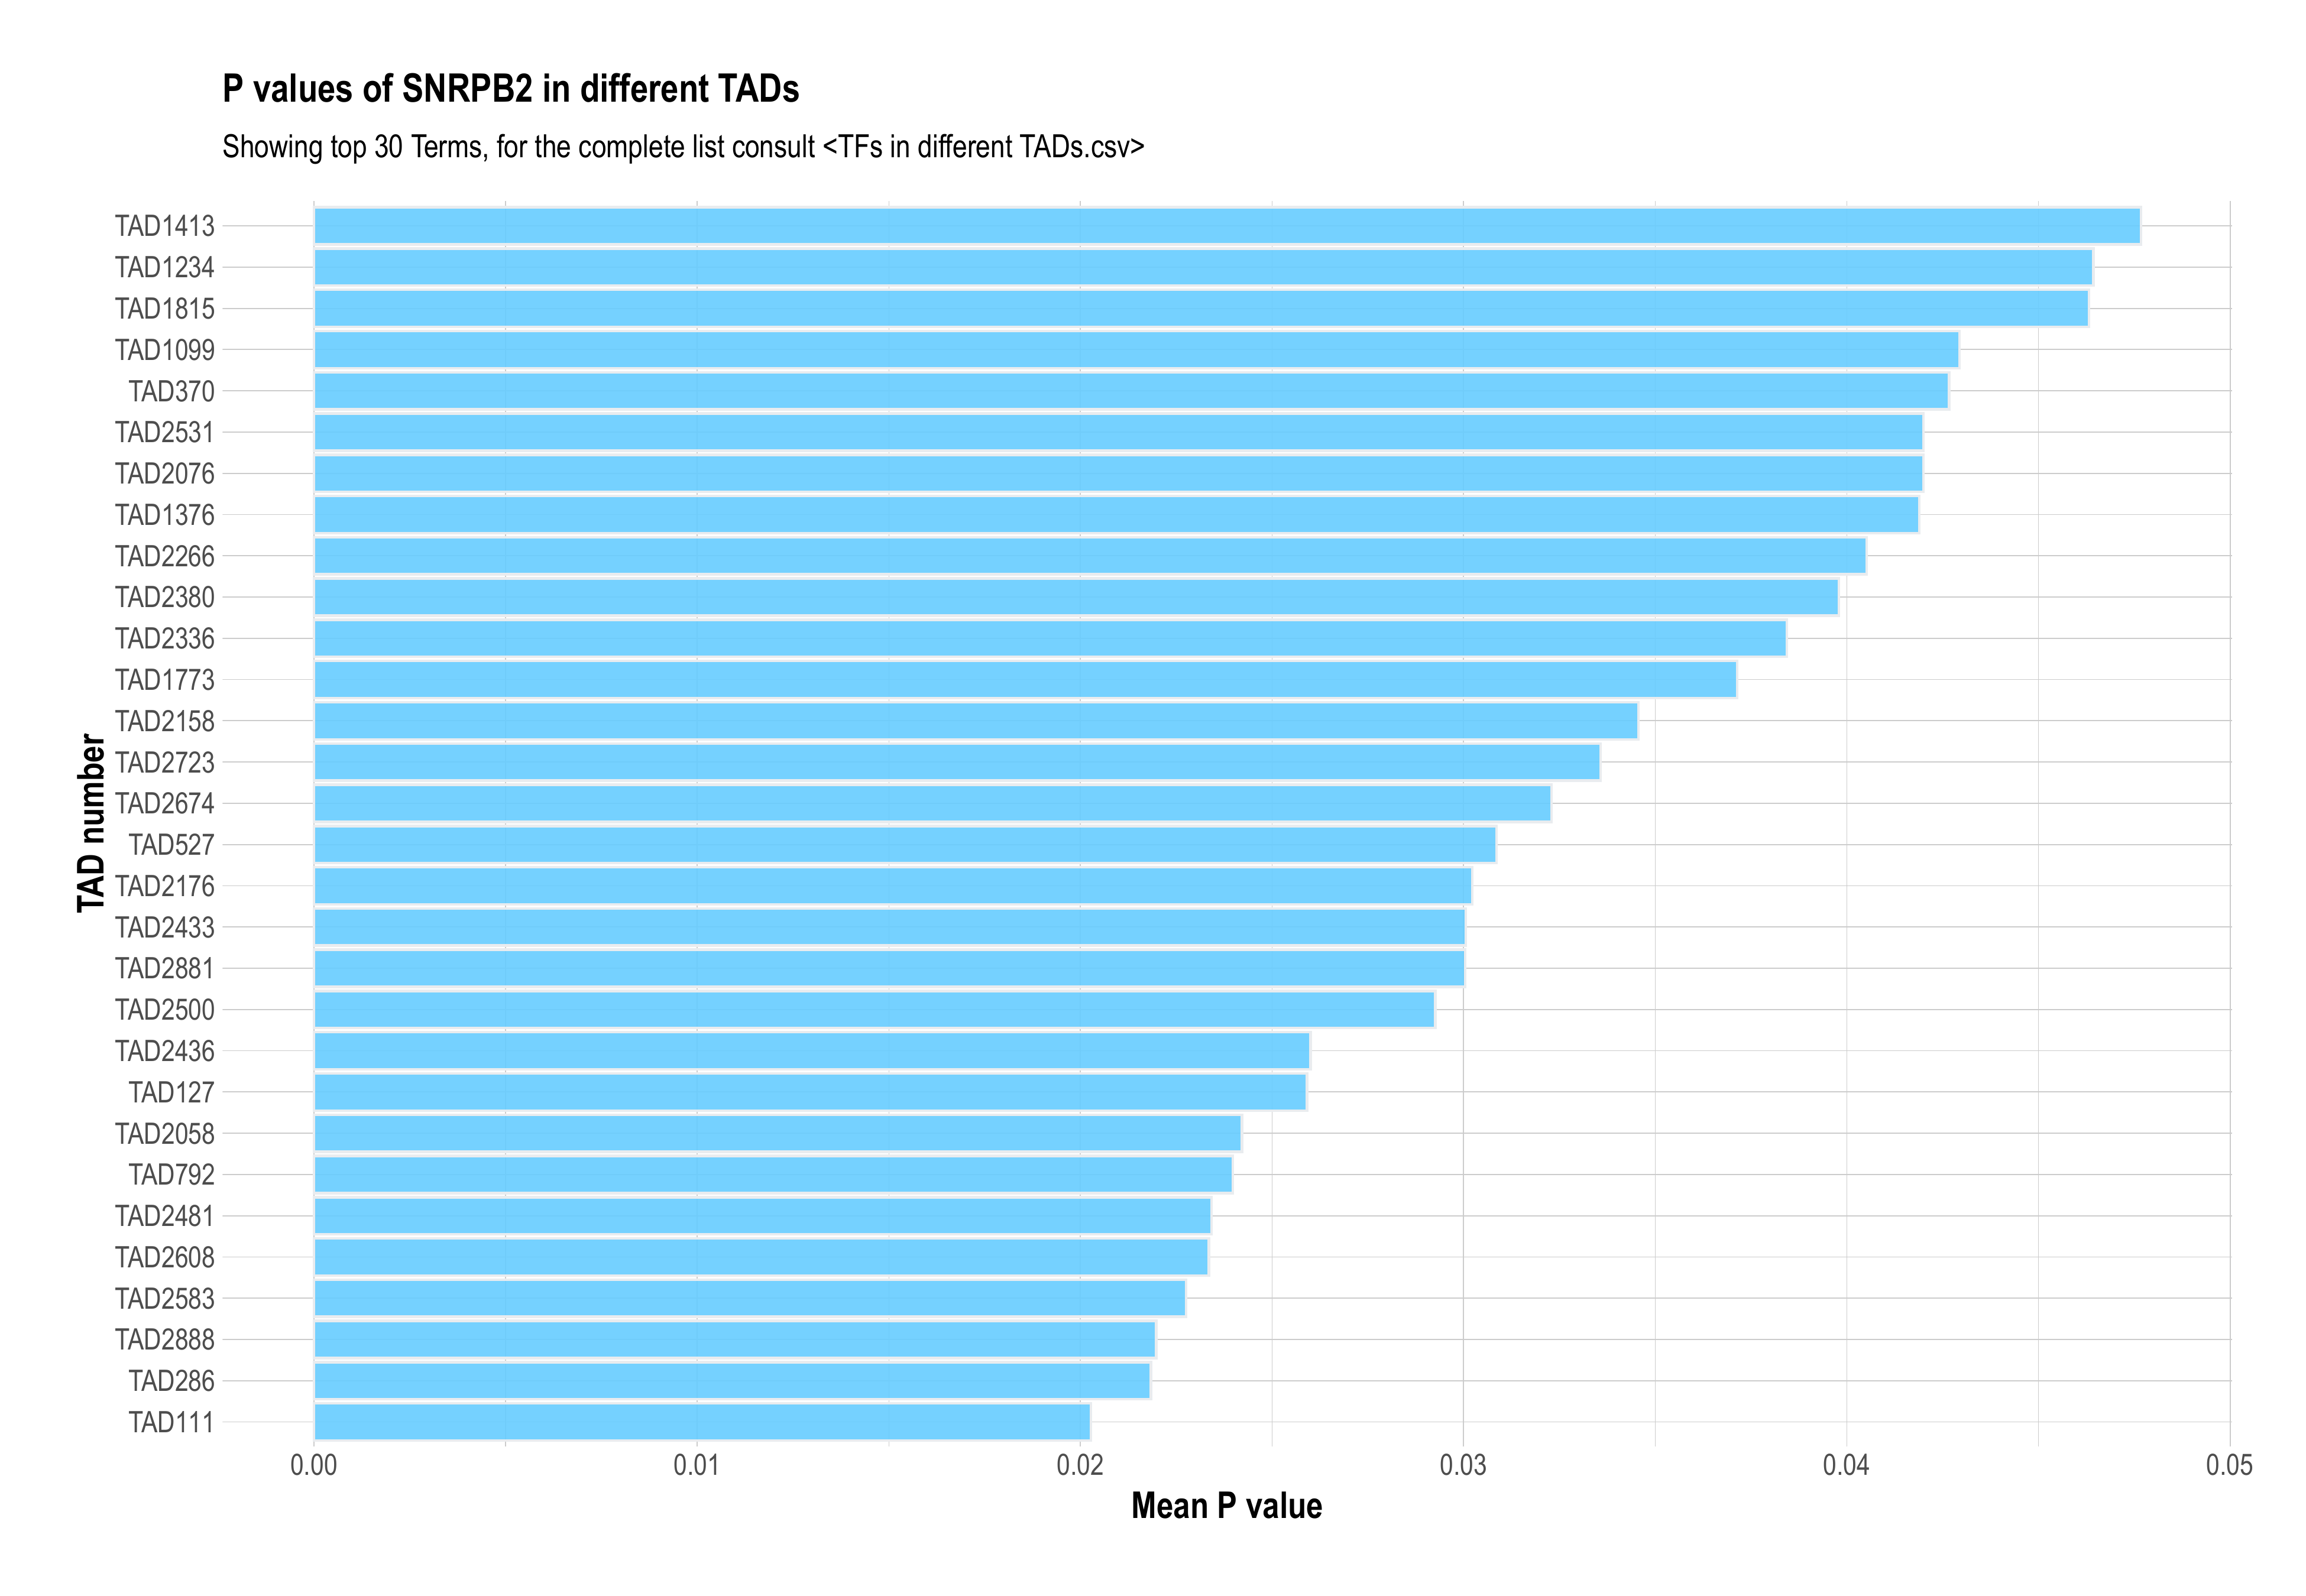 P values of SNRPB2 in different TADs
Showing top 30 Terms, for the complete list consult <TFs in different TADs.csv>
TAD number
TAD1413
TAD1234
TAD1815
TAD1099
TAD370
TAD2531
TAD2076
TAD1376
TAD2266
TAD2380
TAD2336
TAD1773
TAD2158
TAD2723
TAD2674
TAD527
TAD2176
TAD2433
TAD2881
TAD2500
TAD2436
TAD127
TAD2058
TAD792
TAD2481
TAD2608
TAD2583
TAD2888
TAD286
TAD111
0.00 0.01 0.02 0.03 0.04 0.05
Mean P value